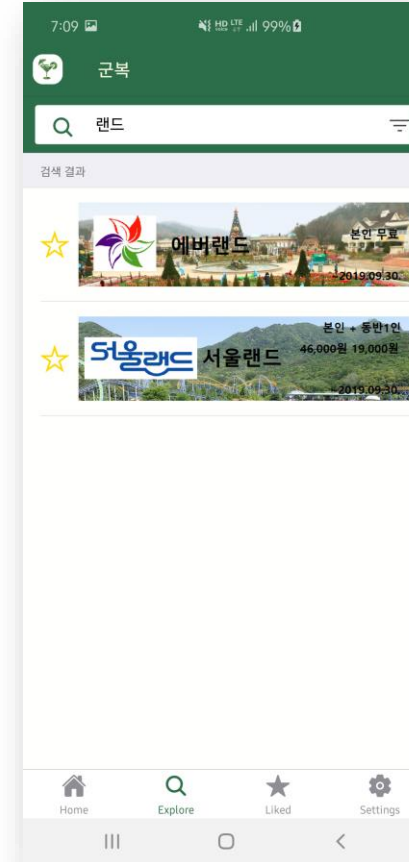 7:09 HD LTE 99%
군복
랜드
검색 결과
에버랜드
본인 무료
~2019.09.30.
서울랜드 서울랜드
본인 + 동반1인
46,000원 19,000원
~2019.09.30.
Home Explore Liked Settings